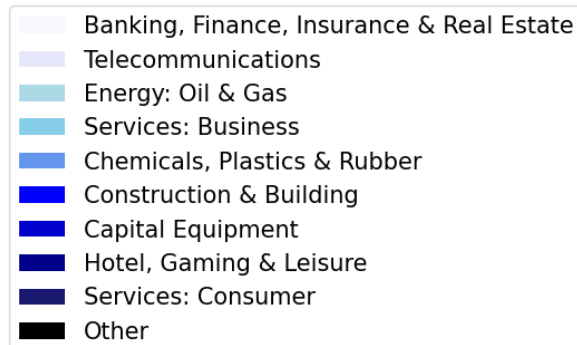 Banking, Finance, Insurance & Real Estate
Telecommunications
Energy: Oil & Gas
Services: Business
Chemicals, Plastics & Rubber
Construction & Building
Capital Equipment
Hotel, Gaming & Leisure
Services: Consumer
Other